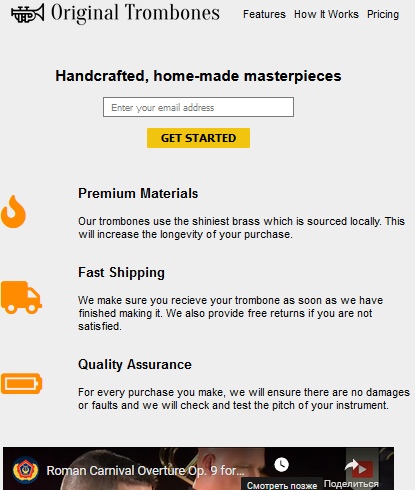 Original Trombones
Features How It Works Pricing
Handcrafted, home-made masterpieces
Enter your email address
GET STARTED
Premium Materials
Our trombones use the shiniest brass which is sourced locally. This
will increase the longevity of your purchase.
Fast Shipping
We make sure you recieve your trombone as soon as we have
finished making it. We also provide free returns if you are not
satisfied.
Quality Assurance
For every purchase you make, we will ensure there are no damages
or faults and we will check and test the pitch of your instrument.
Roman Carnival Overture Op. 9 for...
Смотреть позже Поделиться